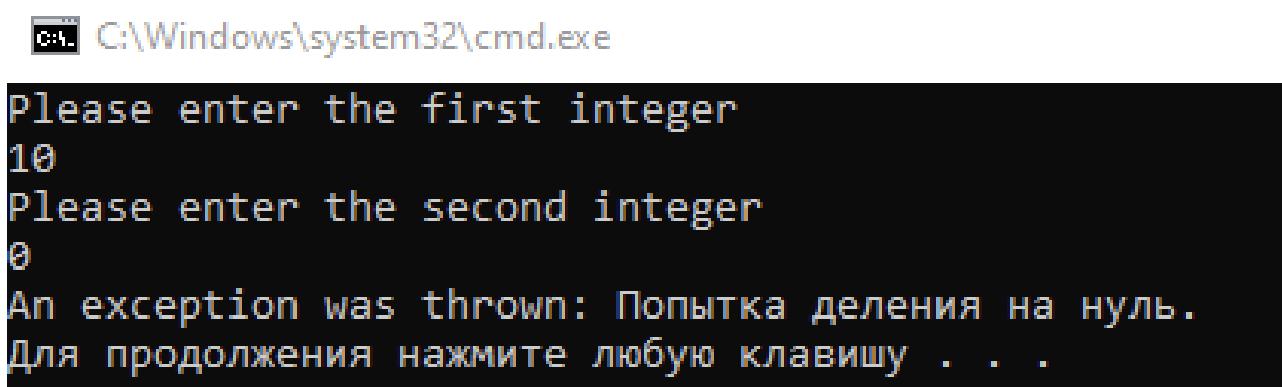 C:\Windows\system32\cmd.exe
Please enter the first integer
10
Please enter the second integer
0
An exception was thrown: Попытка деления на нуль.
Для продолжения нажмите любую клавишу . . .